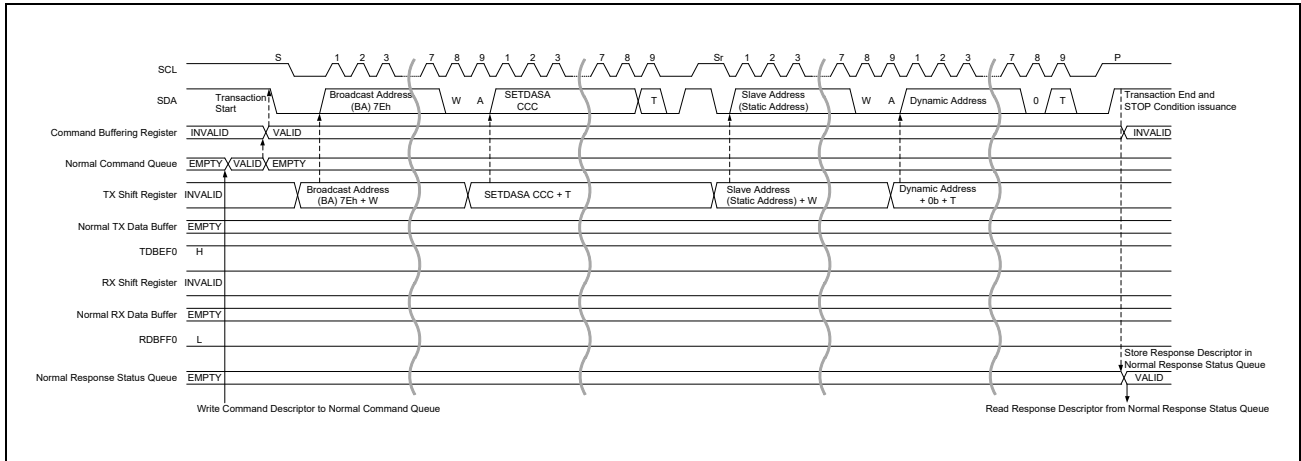 S 1 2 3 7 8 9 1 2 3 7 8 9 Sr 1 2 3 7 8 9 1 2 3 7 8 9 P
SCL
SDA
Transaction
Start
Broadcast Address
(BA) 7Eh
W
A
SETDASA
CCC
T
Slave Address
(Static Address)
W
A
Dynamic Address
0
T
Transaction End and
STOP Condition issuance
Command Buffering Register INVALID VALID INVALID
Normal Command Queue EMPTY VALID EMPTY
TX Shift Register INVALID
Broadcast Address
(BA) 7Eh + W
SETDASA CCC + T
Slave Address
(Static Address) + W
Dynamic Address
+ 0b + T
Normal TX Data Buffer EMPTY
TDBEF0 H
RX Shift Register INVALID
Normal RX Data Buffer EMPTY
RDBFF0 L
Store Response Descriptor in
Normal Response Status Queue
Normal Response Status Queue EMPTY VALID
Write Command Descriptor to Normal Command Queue
Read Response Descriptor from Normal Response Status Queue